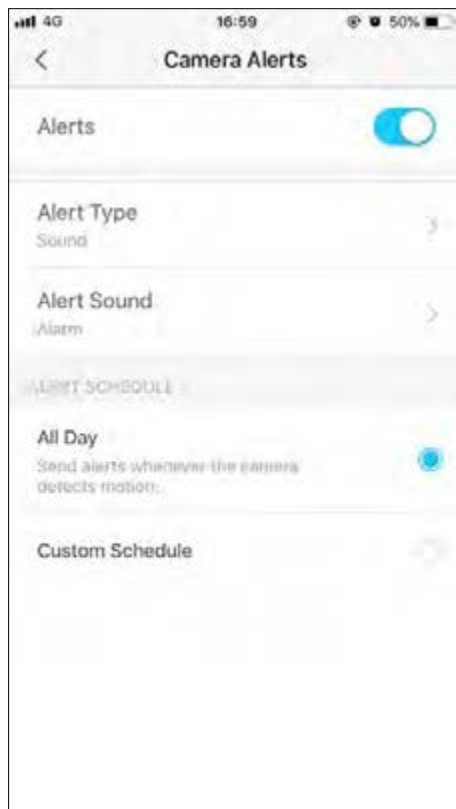 4G 16:59 50%
Camera Alerts
Alerts
Alert Type
Sound
Alert Sound
Alarm
ALERT SCHEDULE
All Day
Send alerts whenever the camera
detects motion.
Custom Schedule